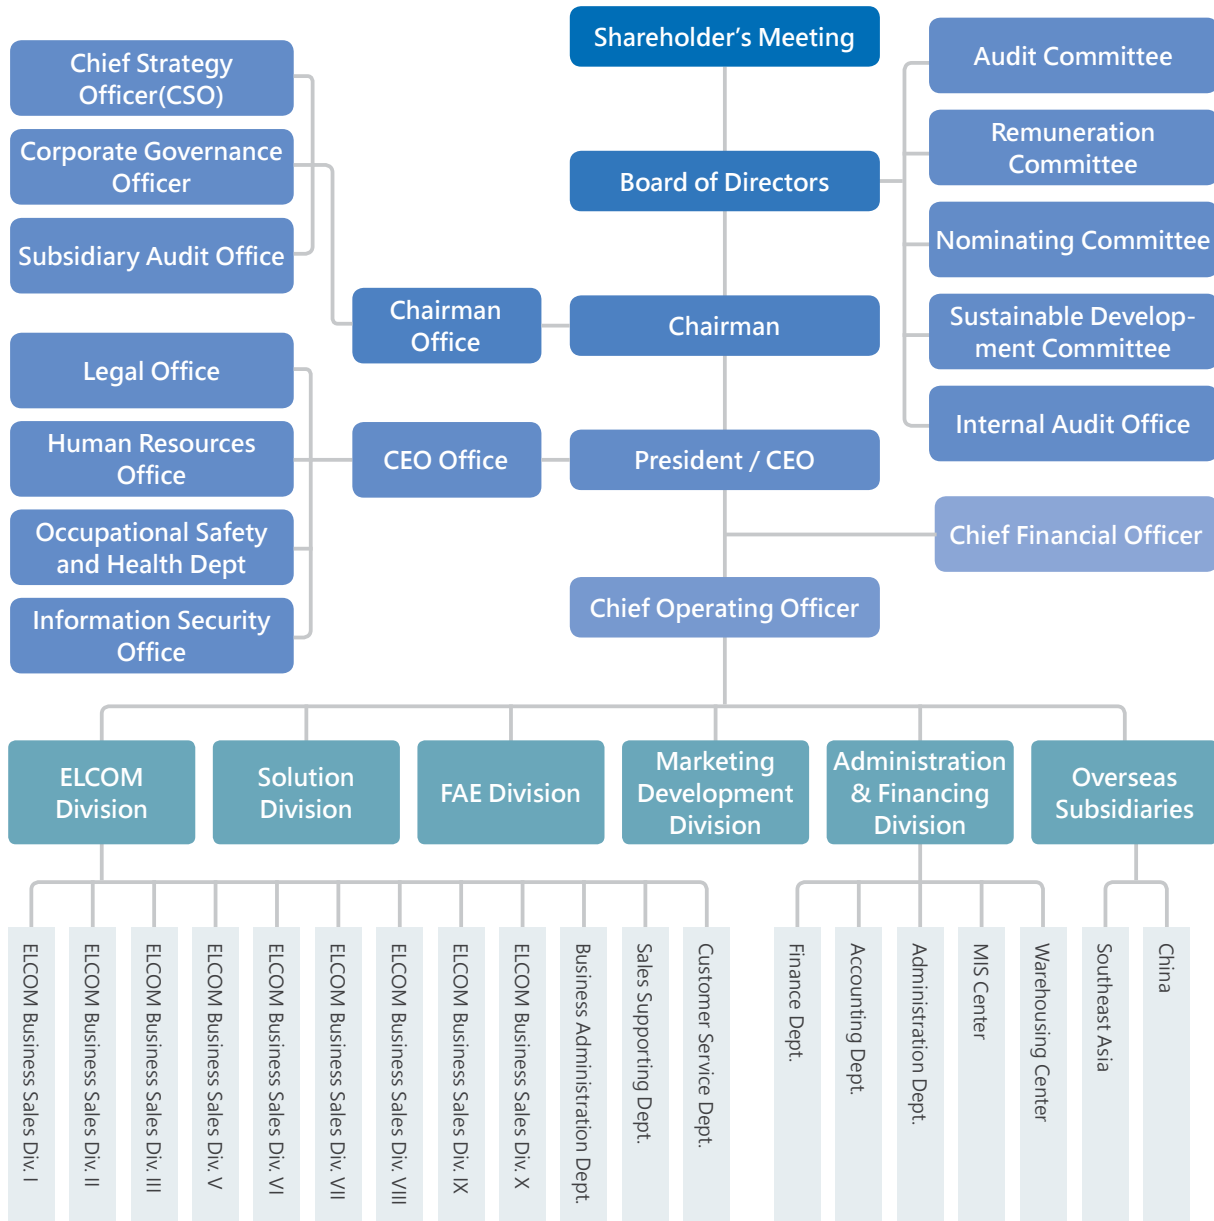 Shareholder's Meeting
Board of Directors
Chairman
President / CEO
Chief Operating Officer
Chief Strategy
Officer(CSO)
Corporate Governance
Officer
Subsidiary Audit Office
Chairman
Office
Legal Office
Human Resources
Office
Occupational Safety
and Health Dept
Information Security
Office
CEO Office
Audit Committee
Remuneration
Committee
Nominating Committee
Sustainable Develop-
ment Committee
Internal Audit Office
Chief Financial Officer
ELCOM
Division
Solution
Division
FAE Division
Marketing
Development
Division
Administration
& Financing
Division
Overseas
Subsidiaries
ELCOM Business Sales Div. I
ELCOM Business Sales Div. II
ELCOM Business Sales Div. III
ELCOM Business Sales Div. V
ELCOM Business Sales Div. VI
ELCOM Business Sales Div. VII
ELCOM Business Sales Div. VIII
ELCOM Business Sales Div. IX
ELCOM Business Sales Div. X
Business Administration Dept.
Sales Supporting Dept.
Customer Service Dept.
Finance Dept.
Accounting Dept.
Administration Dept.
MIS Center
Warehousing Center
Southeast Asia
China